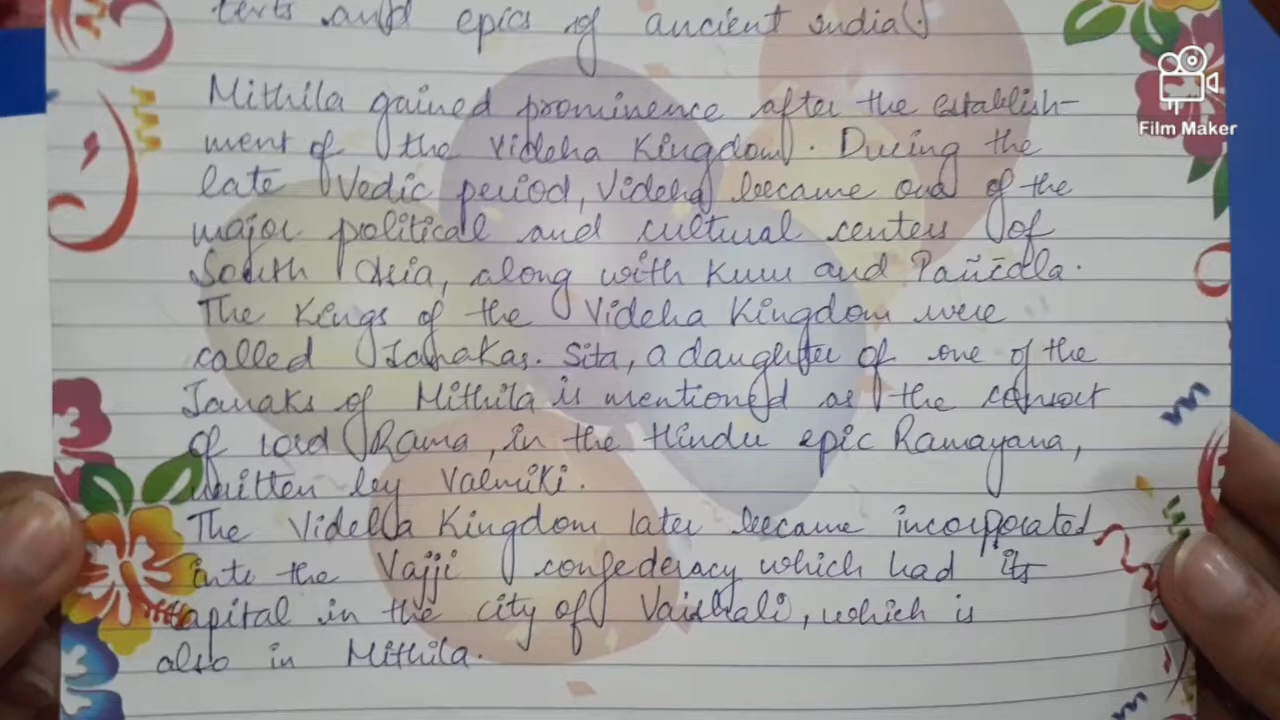 texts and epics of ancient India).
Mithila gained prominence after the establish-
ment of the Videha Kingdom. During the
late Vedic period, Videha became one of the
major political and cultural centers of
South Asia, along with Kuru and Pañcāla.
The Kings of the Videha Kingdom were
called Janakas. Sita, a daughter of one of the
Janaks of Mithila is mentioned as the consort
of lord Rama, in the Hindu epic Ramayana,
written by Valmiki.
The Videha Kingdom later became incorporated
into the Vajji confederacy which had its
capital in the city of Vaishali, which is
also in Mithila.
Film Maker